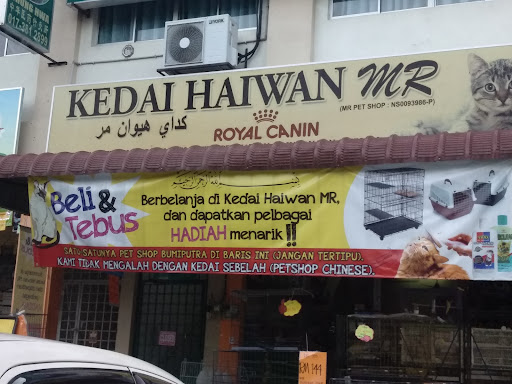 KEDAI HAIWAN MR
(MR PET SHOP : NS0093986-P)
كداي هيوان مر
ROYAL CANIN
Beli &
Tebus
Berbelanja di Kedai Haiwan MR,
dan dapatkan pelbagai
HADIAH menarik!!
SATU-SATUNYA PET SHOP BUMIPUTRA DI BARIS INI (JANGAN TERTIPU).
KAMI TIDAK MENGALAH DENGAN KEDAI SEBELAH (PETSHOP CHINESE).
YORK